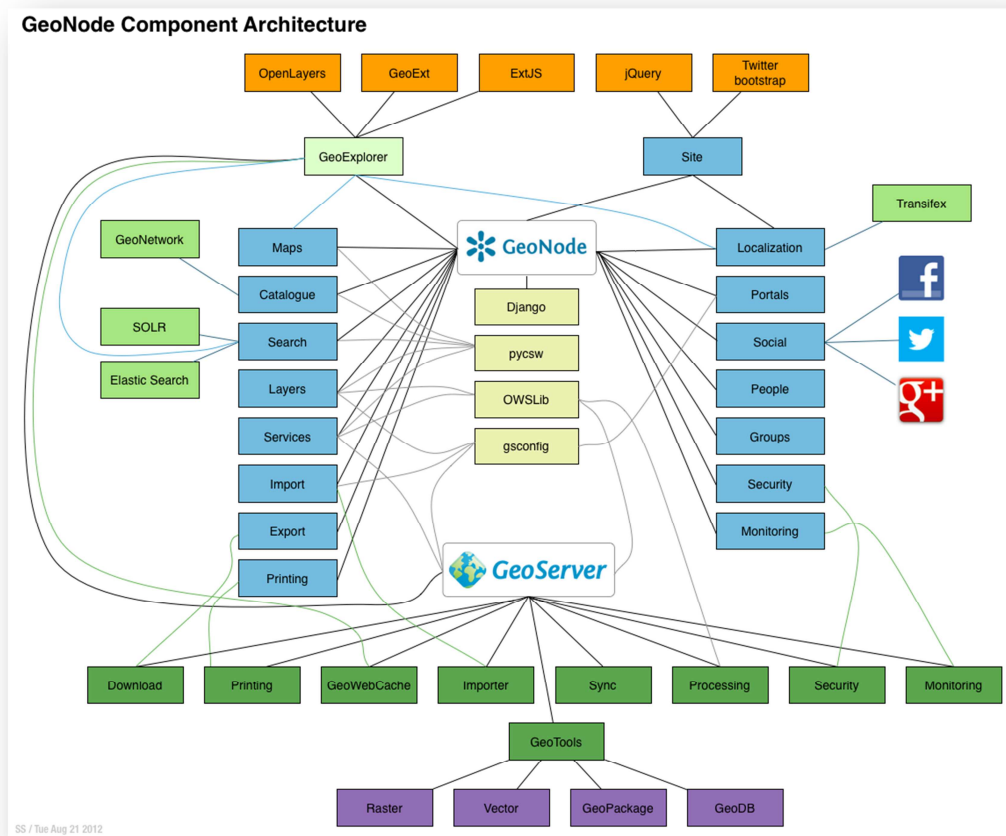 GeoNode Component Architecture
OpenLayers
GeoExt
ExtJS
jQuery
Twitter
bootstrap
GeoExplorer
Site
Transifex
GeoNetwork
Maps
GeoNode
Localization
Catalogue
Django
Portals
f
SOLR
Search
pycsw
Social
Elastic Search
Layers
OWSLib
People
g+
Services
gsconfig
Groups
Import
Security
Export
Monitoring
Printing
GeoServer
Download
Printing
GeoWebCache
Importer
Sync
Processing
Security
Monitoring
GeoTools
Raster
Vector
GeoPackage
GeoDB
SS / Tue Aug 21 2012